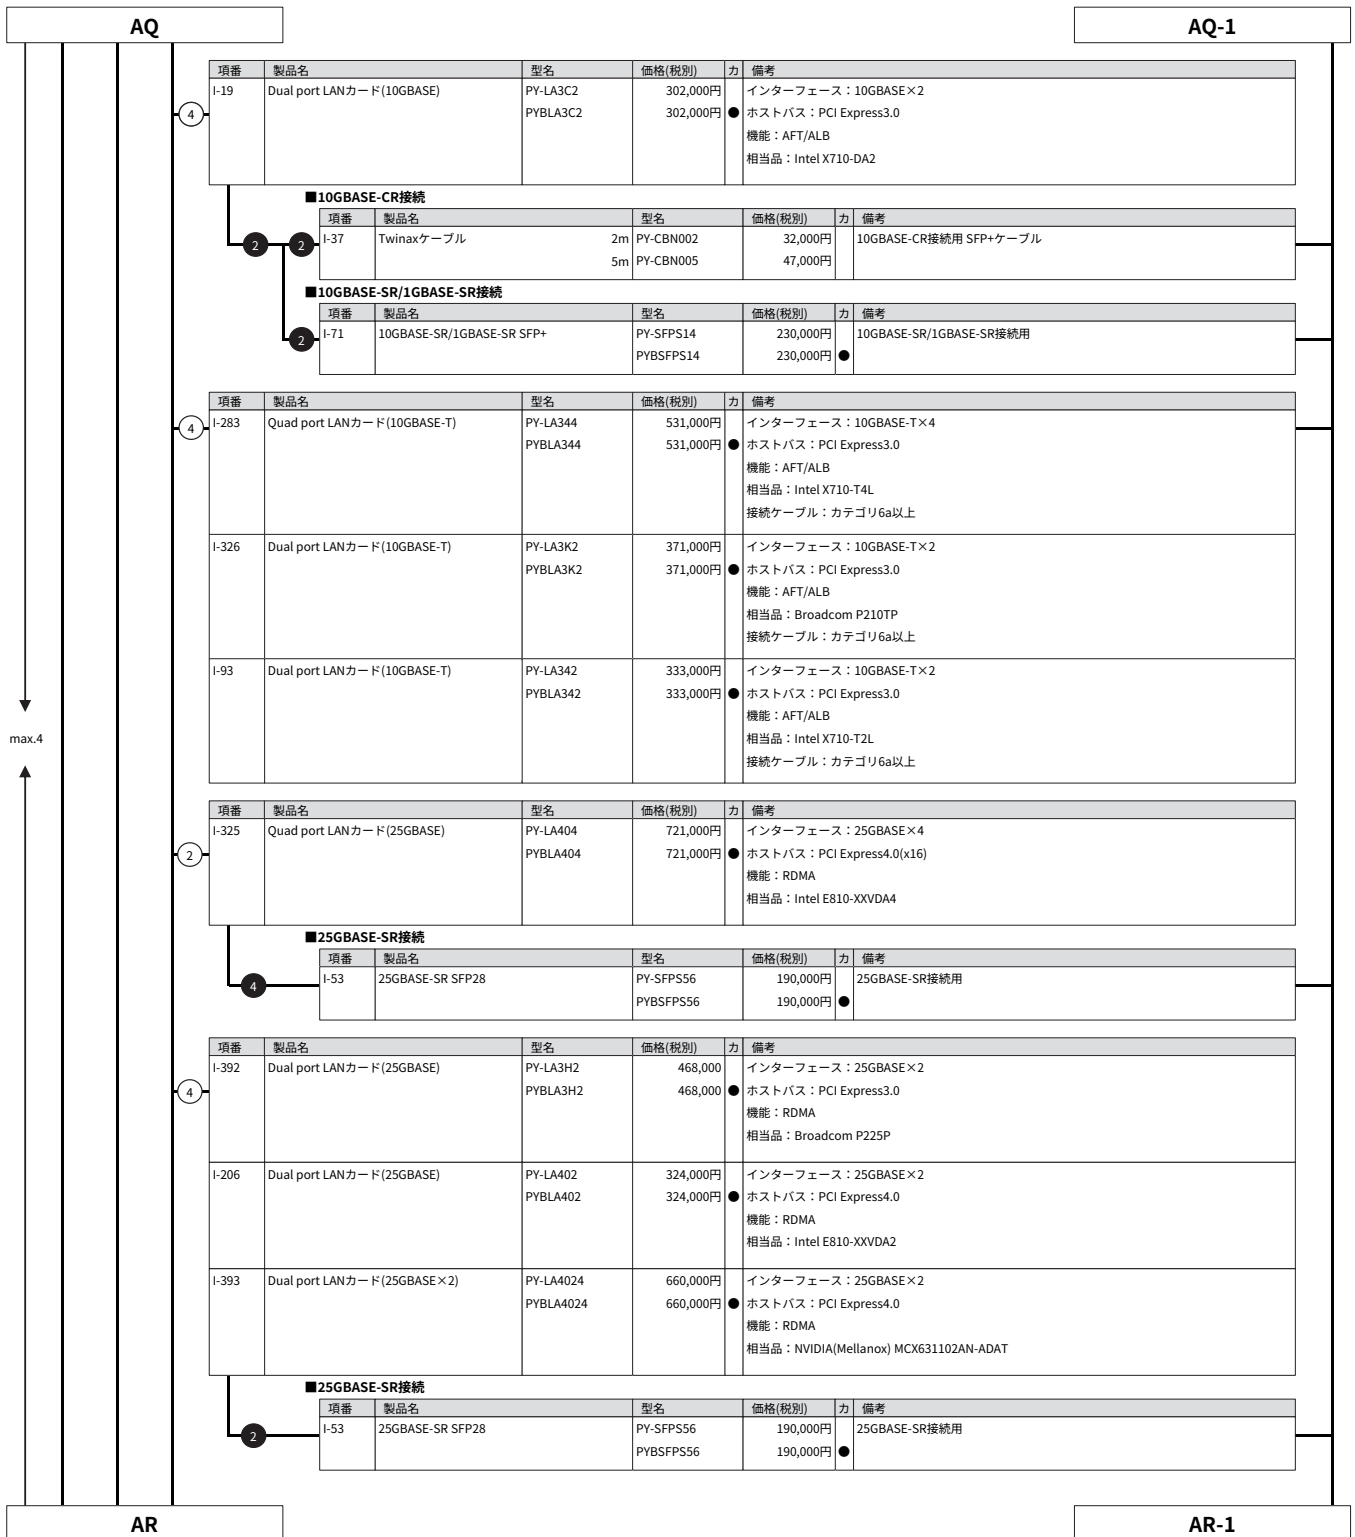 AQ
AQ-1
項番 製品名 型名 価格(税別) カ 備考
I-19 Dual port LANカード(10GBASE) PY-LA3C2 302,000円 インターフェース：10GBASE×2
PYBLA3C2 302,000円 ● ホストバス：PCI Express3.0
4
機能：AFT/ALB
相当品：Intel X710-DA2
■10GBASE-CR接続
項番 製品名 型名 価格(税別) カ 備考
2 2 I-37 Twinaxケーブル 2m PY-CBN002 32,000円 10GBASE-CR接続用 SFP+ケーブル
5m PY-CBN005 47,000円
■10GBASE-SR/1GBASE-SR接続
項番 製品名 型名 価格(税別) カ 備考
2 I-71 10GBASE-SR/1GBASE-SR SFP+ PY-SFPS14 230,000円 10GBASE-SR/1GBASE-SR接続用
PYBSFPS14 230,000円 ●
項番 製品名 型名 価格(税別) カ 備考
4 I-283 Quad port LANカード(10GBASE-T) PY-LA344 531,000円 インターフェース：10GBASE-T×4
PYBLA344 531,000円 ● ホストバス：PCI Express3.0
機能：AFT/ALB
相当品：Intel X710-T4L
接続ケーブル：カテゴリ6a以上
I-326 Dual port LANカード(10GBASE-T) PY-LA3K2 371,000円 インターフェース：10GBASE-T×2
PYBLA3K2 371,000円 ● ホストバス：PCI Express3.0
機能：AFT/ALB
相当品：Broadcom P210TP
接続ケーブル：カテゴリ6a以上
I-93 Dual port LANカード(10GBASE-T) PY-LA342 333,000円 インターフェース：10GBASE-T×2
PYBLA342 333,000円 ● ホストバス：PCI Express3.0
機能：AFT/ALB
max.4
相当品：Intel X710-T2L
接続ケーブル：カテゴリ6a以上
項番 製品名 型名 価格(税別) カ 備考
I-325 Quad port LANカード(25GBASE) PY-LA404 721,000円 インターフェース：25GBASE×4
2 PYBLA404 721,000円 ● ホストバス：PCI Express4.0(x16)
機能：RDMA
相当品：Intel E810-XXVDA4
■25GBASE-SR接続
項番 製品名 型名 価格(税別) カ 備考
4 I-53 25GBASE-SR SFP28 PY-SFPS56 190,000円 25GBASE-SR接続用
PYBSFPS56 190,000円 ●
項番 製品名 型名 価格(税別) カ 備考
I-392 Dual port LANカード(25GBASE) PY-LA3H2 468,000 インターフェース：25GBASE×2
4 PYBLA3H2 468,000 ● ホストバス：PCI Express3.0
機能：RDMA
相当品：Broadcom P225P
I-206 Dual port LANカード(25GBASE) PY-LA402 324,000円 インターフェース：25GBASE×2
PYBLA402 324,000円 ● ホストバス：PCI Express4.0
機能：RDMA
相当品：Intel E810-XXVDA2
I-393 Dual port LANカード(25GBASE×2) PY-LA4024 660,000円 インターフェース：25GBASE×2
PYBLA4024 660,000円 ● ホストバス：PCI Express4.0
機能：RDMA
相当品：NVIDIA(Mellanox) MCX631102AN-ADAT
■25GBASE-SR接続
項番 製品名 型名 価格(税別) カ 備考
2 I-53 25GBASE-SR SFP28 PY-SFPS56 190,000円 25GBASE-SR接続用
PYBSFPS56 190,000円 ●
AR
AR-1